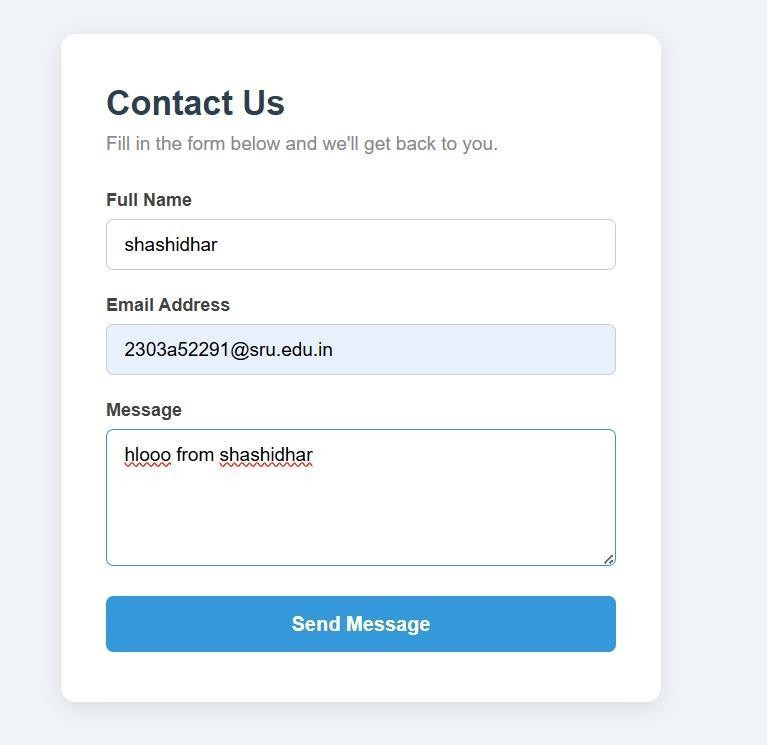 Contact Us
Fill in the form below and we'll get back to you.
Full Name
shashidhar
Email Address
2303a52291@sru.edu.in
Message
hlooo from shashidhar
Send Message